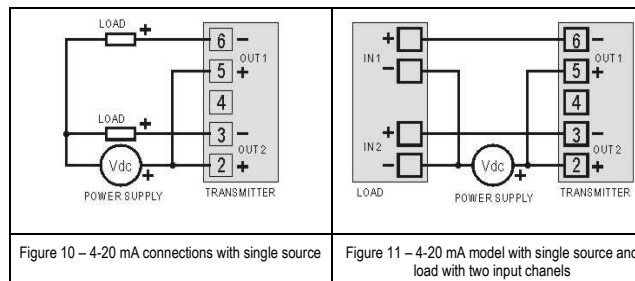 LOAD
+
6 −
OUT1
5 +
4
LOAD
+
3 −
OUT2
Vdc
+
2 +
POWER SUPPLY
TRANSMITTER
Figure 10 – 4-20 mA connections with single source
+
IN1
−
+
IN2
−
LOAD
6 −
OUT1
5 +
4
3 −
OUT2
Vdc
+
2 +
POWER SUPPLY
TRANSMITTER
Figure 11 – 4-20 mA model with single source and
load with two input chanels